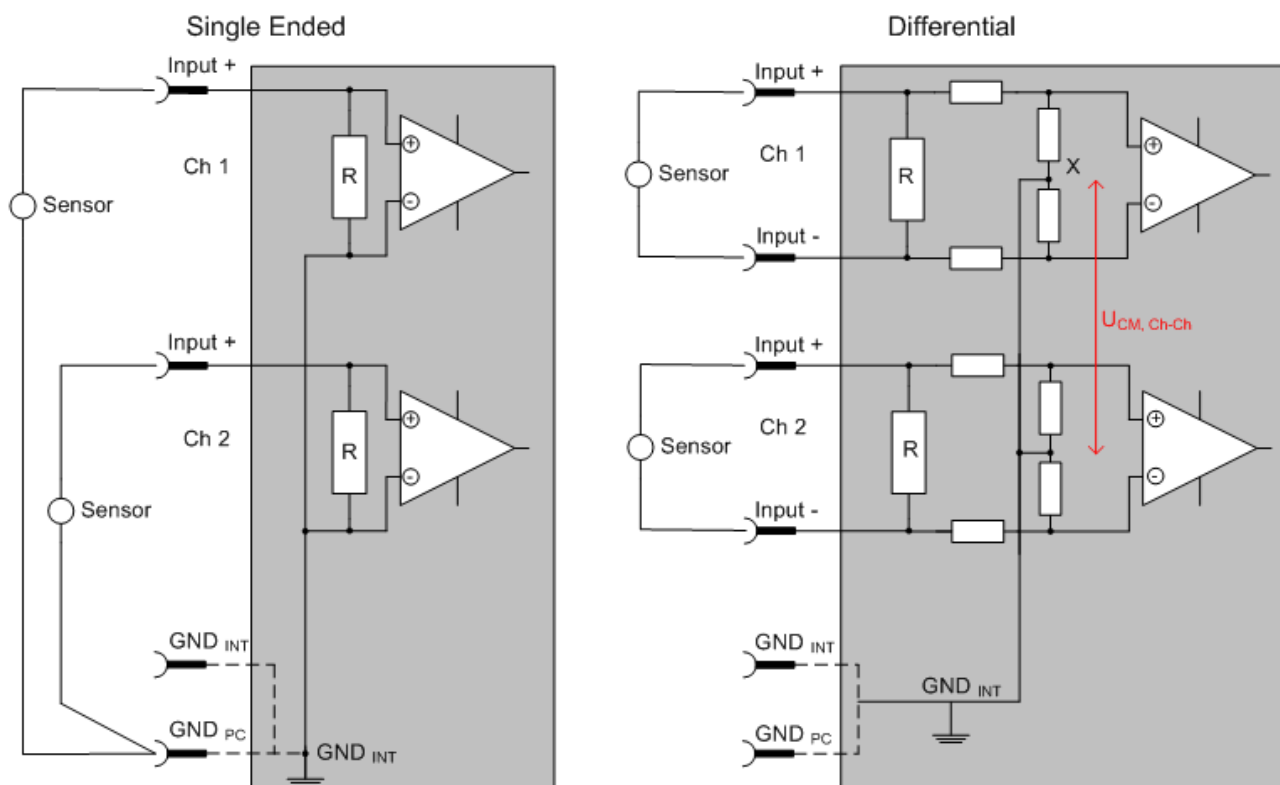 Single Ended
Input +
Ch 1
R
+
-
Sensor
Input +
Ch 2
R
+
-
Sensor
GND INT
GND PC
GND INT
Differential
Input +
Ch 1
Sensor
R
X
+
-
Input -
U CM, Ch-Ch
Input +
Ch 2
Sensor
R
+
-
Input -
GND INT
GND INT
GND PC